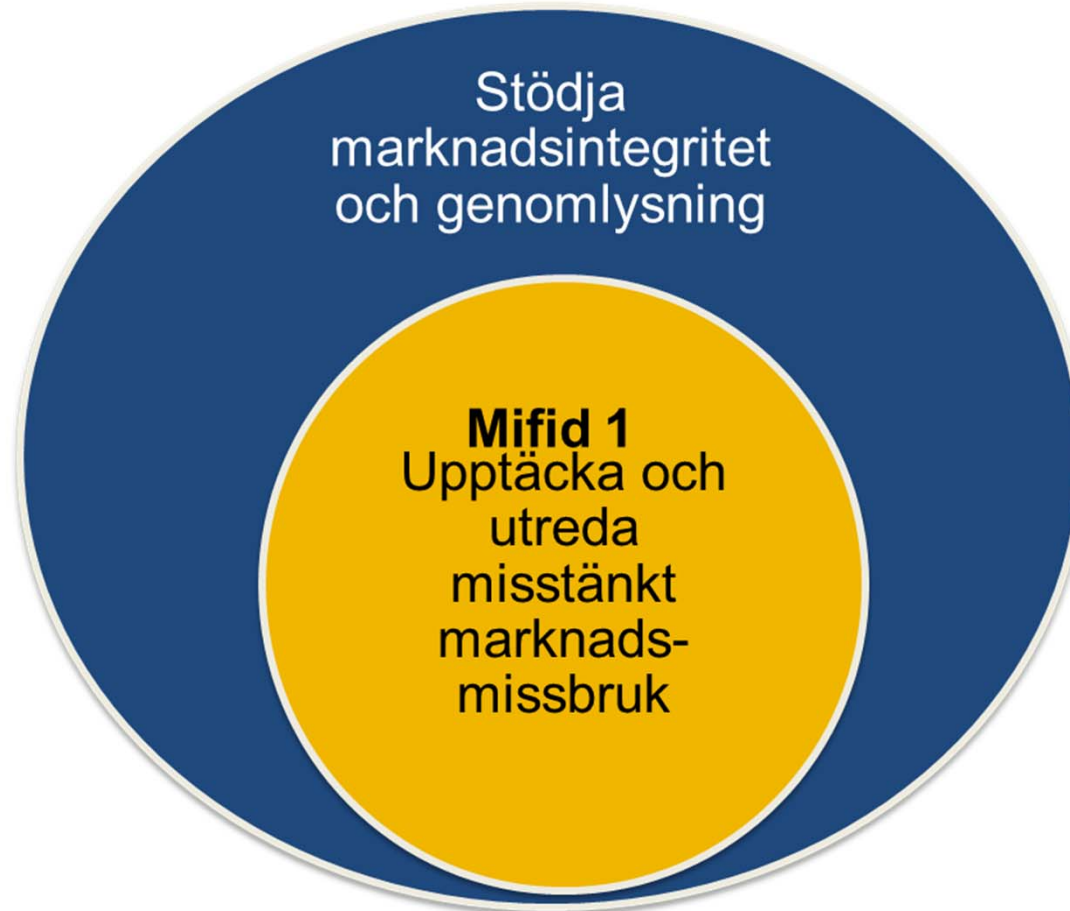 Stödja
marknadsintegritet
och genomlysning
Mifid 1
Upptäcka och
utreda
misstänkt
marknads-
missbruk